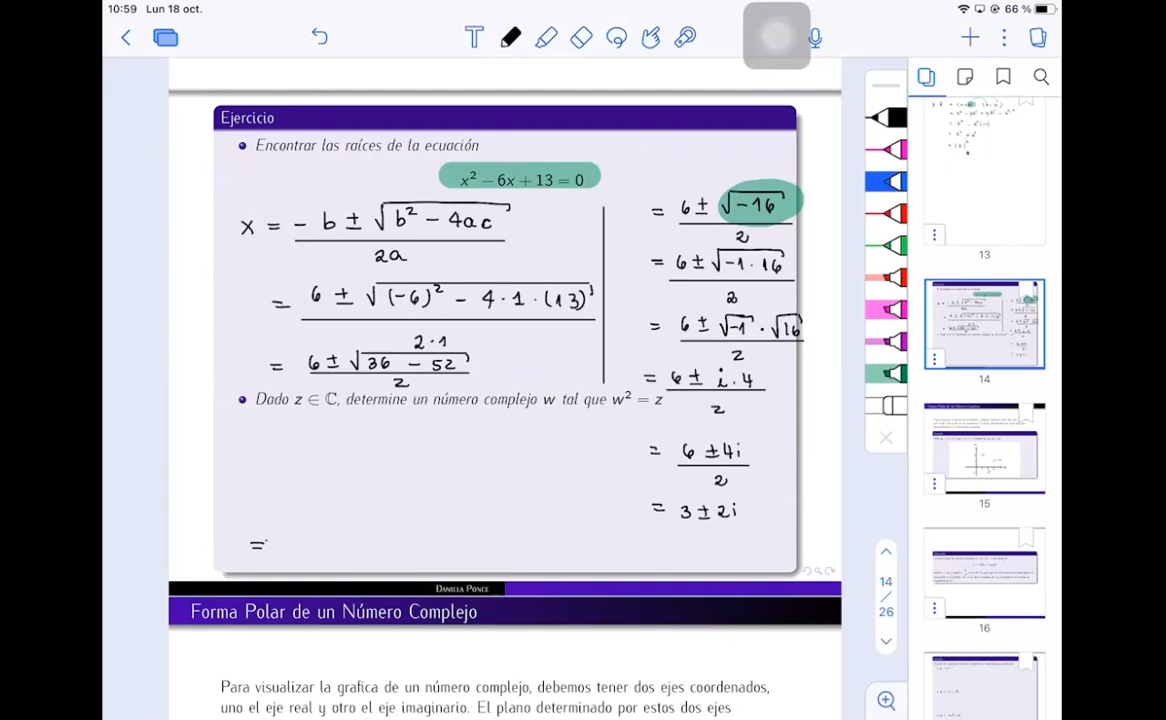 10:59 Lun 18 oct.
66 %
Ejercicio
Encontrar las raíces de la ecuación
x² − 6x + 13 = 0
x = − b ± √(b² − 4ac)
2a
= 6 ± √((−6)² − 4 · 1 · (13))
2 · 1
= 6 ± √(36 − 52)
2
= 6 ± √(−16)
2
= 6 ± √(−1 · 16)
2
= 6 ± √−1 · √16
2
= 6 ± i . 4
2
= 6 ± 4i
2
= 3 ± 2i
Dado z ∈ ℂ, determine un número complejo w tal que w² = z
=
Daniela Ponce
Forma Polar de un Número Complejo
Para visualizar la grafica de un número complejo, debemos tener dos ejes coordenados,
uno el eje real y otro el eje imaginario. El plano determinado por estos dos ejes
14
26
13
14
15
16